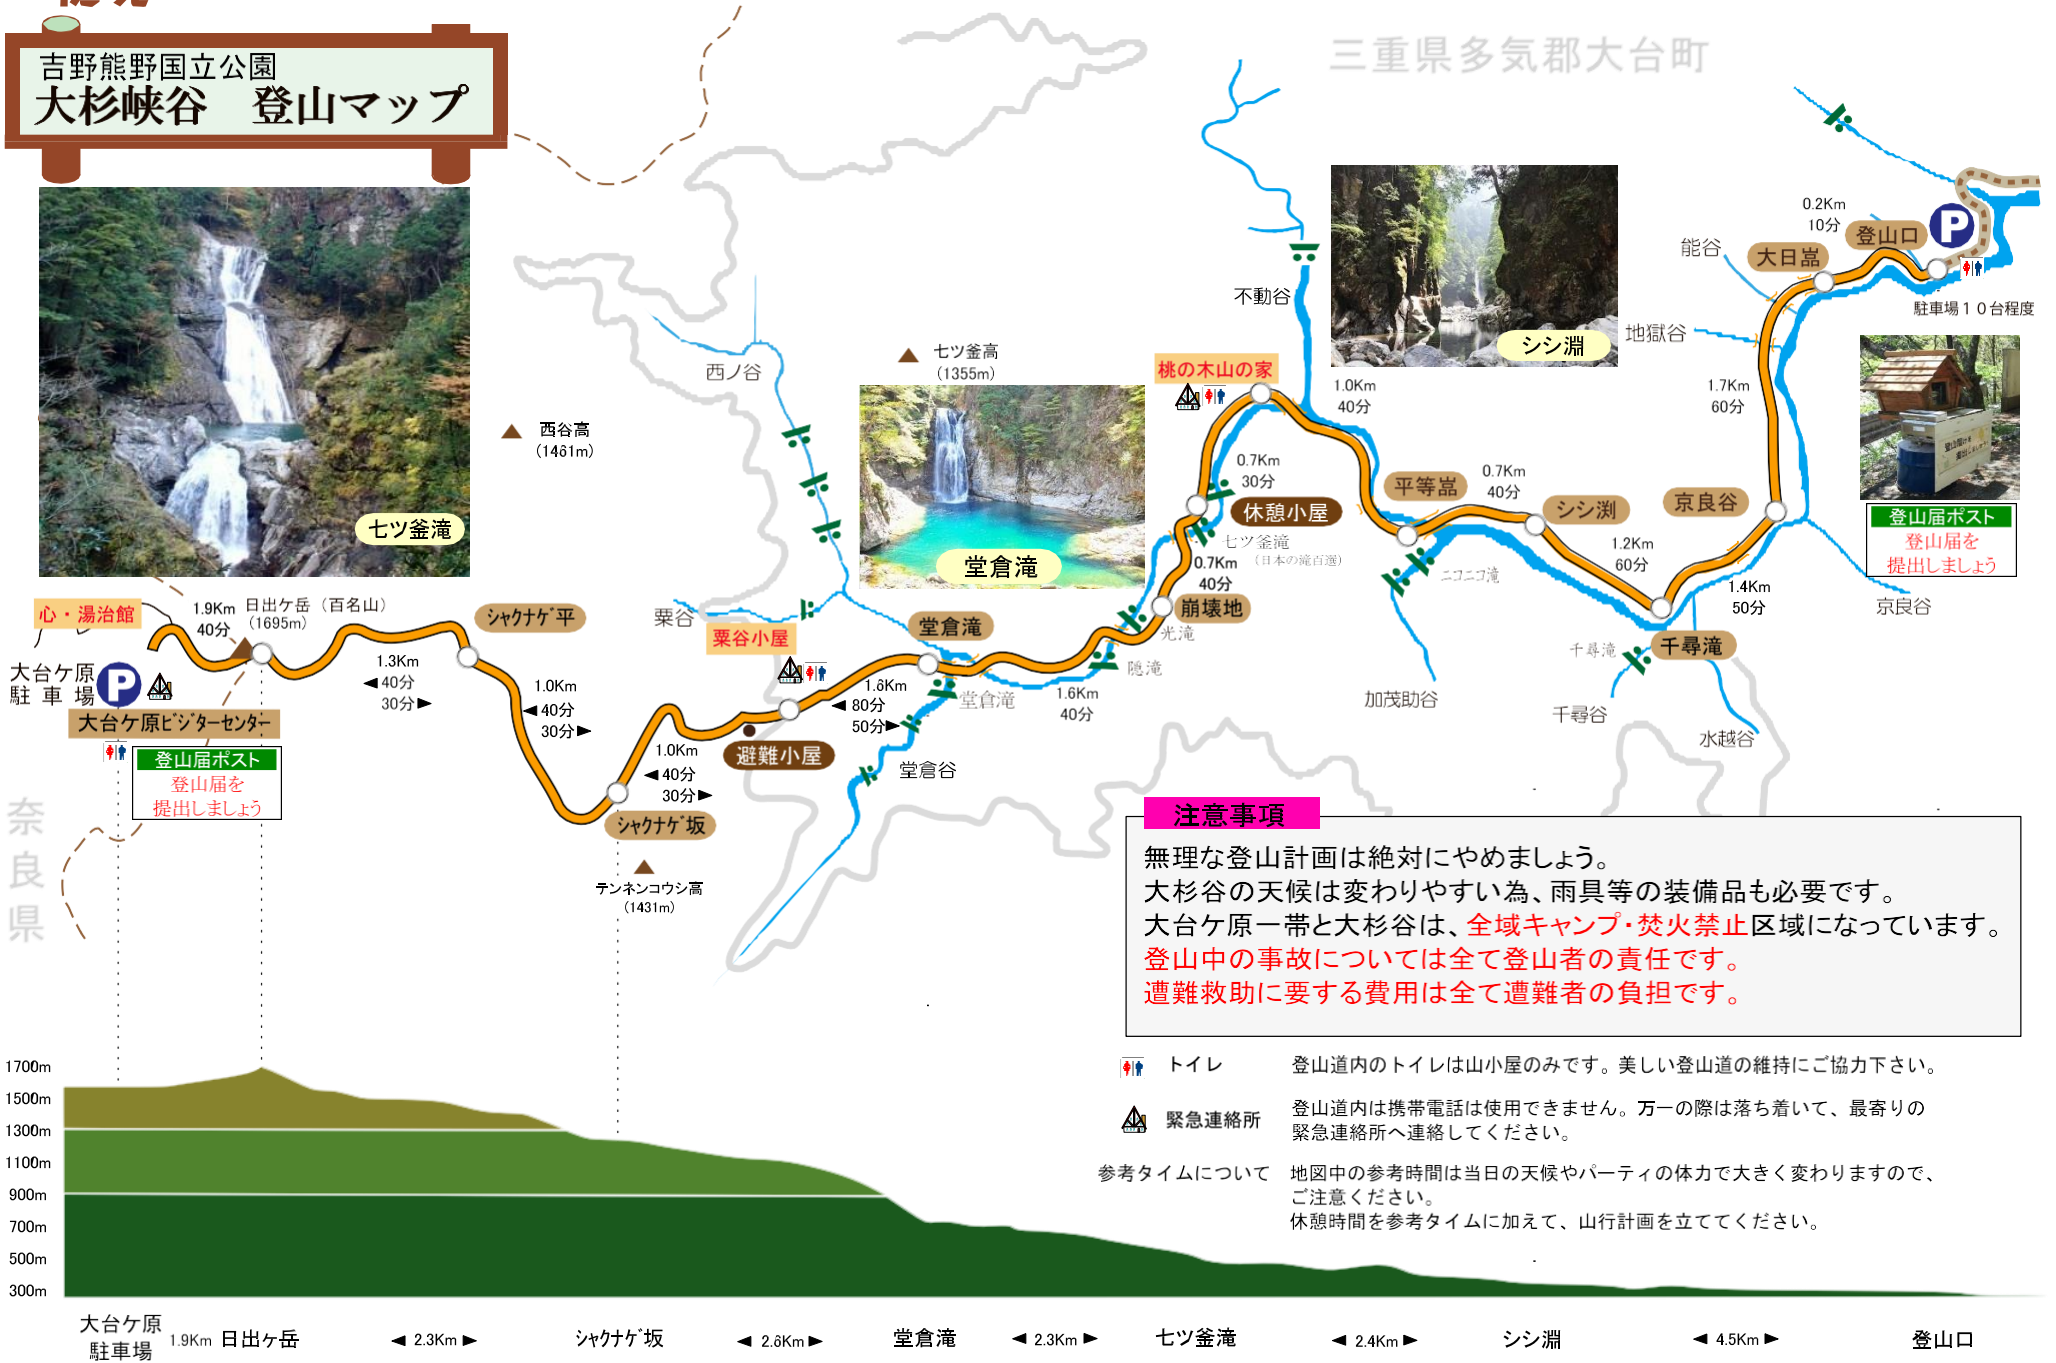 吉野熊野国立公園
大杉峡谷　登山マップ
三重県多気郡大台町
七ツ釜滝
シシ淵
0.2Km
10分
登山口
P
大日嵓
能谷
駐車場10台程度
地獄谷
不動谷
七ツ釜高
(1355m)
西ノ谷
桃の木山の家
1.0Km
40分
1.7Km
60分
西谷高
(1461m)
堂倉滝
0.7Km
30分
平等嵓
0.7Km
40分
シシ渕
京良谷
休憩小屋
登山届ポスト
登山届を
提出しましょう
七ツ釜滝
(日本の滝百選)
0.7Km
40分
ニコニコ滝
1.2Km
60分
1.4Km
50分
京良谷
心・湯治館
1.9Km
40分
日出ケ岳(百名山)
(1695m)
シャクナゲ平
粟谷
粟谷小屋
堂倉滝
崩壊地
光滝
隠滝
千尋滝
千尋滝
大台ケ原
駐車場
P
1.3Km
◀40分
30分▶
1.0Km
◀40分
30分▶
1.6Km
◀80分
50分▶
堂倉滝
1.6Km
40分
加茂助谷
千尋谷
水越谷
大台ケ原ビジターセンター
登山届ポスト
登山届を
提出しましょう
1.0Km
◀40分
30分▶
避難小屋
堂倉谷
シャクナゲ坂
テンネンコウシ高
(1431m)
奈良県
注意事項
無理な登山計画は絶対にやめましょう。
大杉谷の天候は変わりやすい為、雨具等の装備品も必要です。
大台ケ原一帯と大杉谷は、全域キャンプ・焚火禁止区域になっています。
登山中の事故については全て登山者の責任です。
遭難救助に要する費用は全て遭難者の負担です。
トイレ　登山道内のトイレは山小屋のみです。美しい登山道の維持にご協力下さい。
緊急連絡所　登山道内は携帯電話は使用できません。万一の際は落ち着いて、最寄りの
緊急連絡所へ連絡してください。
参考タイムについて　地図中の参考時間は当日の天候やパーティの体力で大きく変わりますので、
ご注意ください。
休憩時間を参考タイムに加えて、山行計画を立ててください。
1700m
1500m
1300m
1100m
900m
700m
500m
300m
大台ケ原
駐車場
1.9Km 日出ヶ岳 ◀ 2.3Km ▶ シャクナゲ坂 ◀ 2.6Km ▶ 堂倉滝 ◀ 2.3Km ▶ 七ツ釜滝 ◀ 2.4Km ▶ シシ淵 ◀ 4.5Km ▶ 登山口